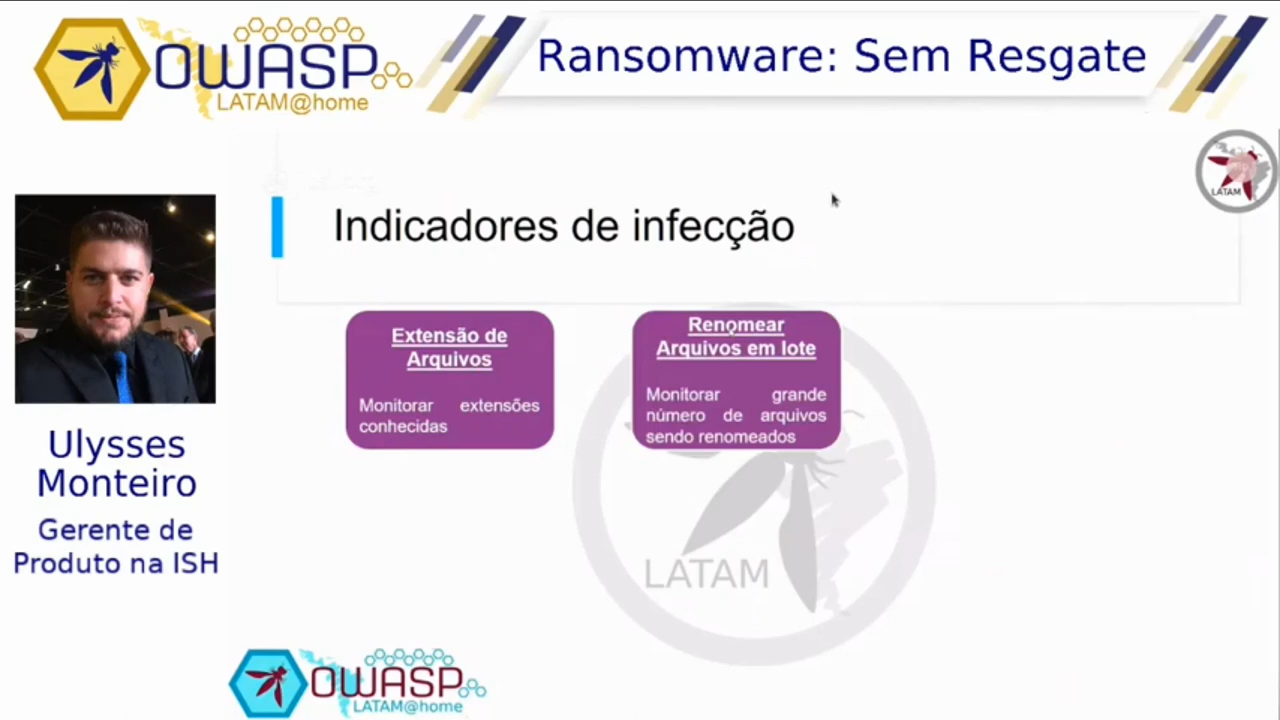 OWASP
LATAM@home
Ransomware: Sem Resgate
LATAM
Indicadores de infecção
Extensão de
Arquivos
Monitorar extensões
conhecidas
Renomear
Arquivos em lote
Monitorar grande
número de arquivos
sendo renomeados
Ulysses
Monteiro
Gerente de
Produto na ISH
LATAM
OWASP
LATAM@home